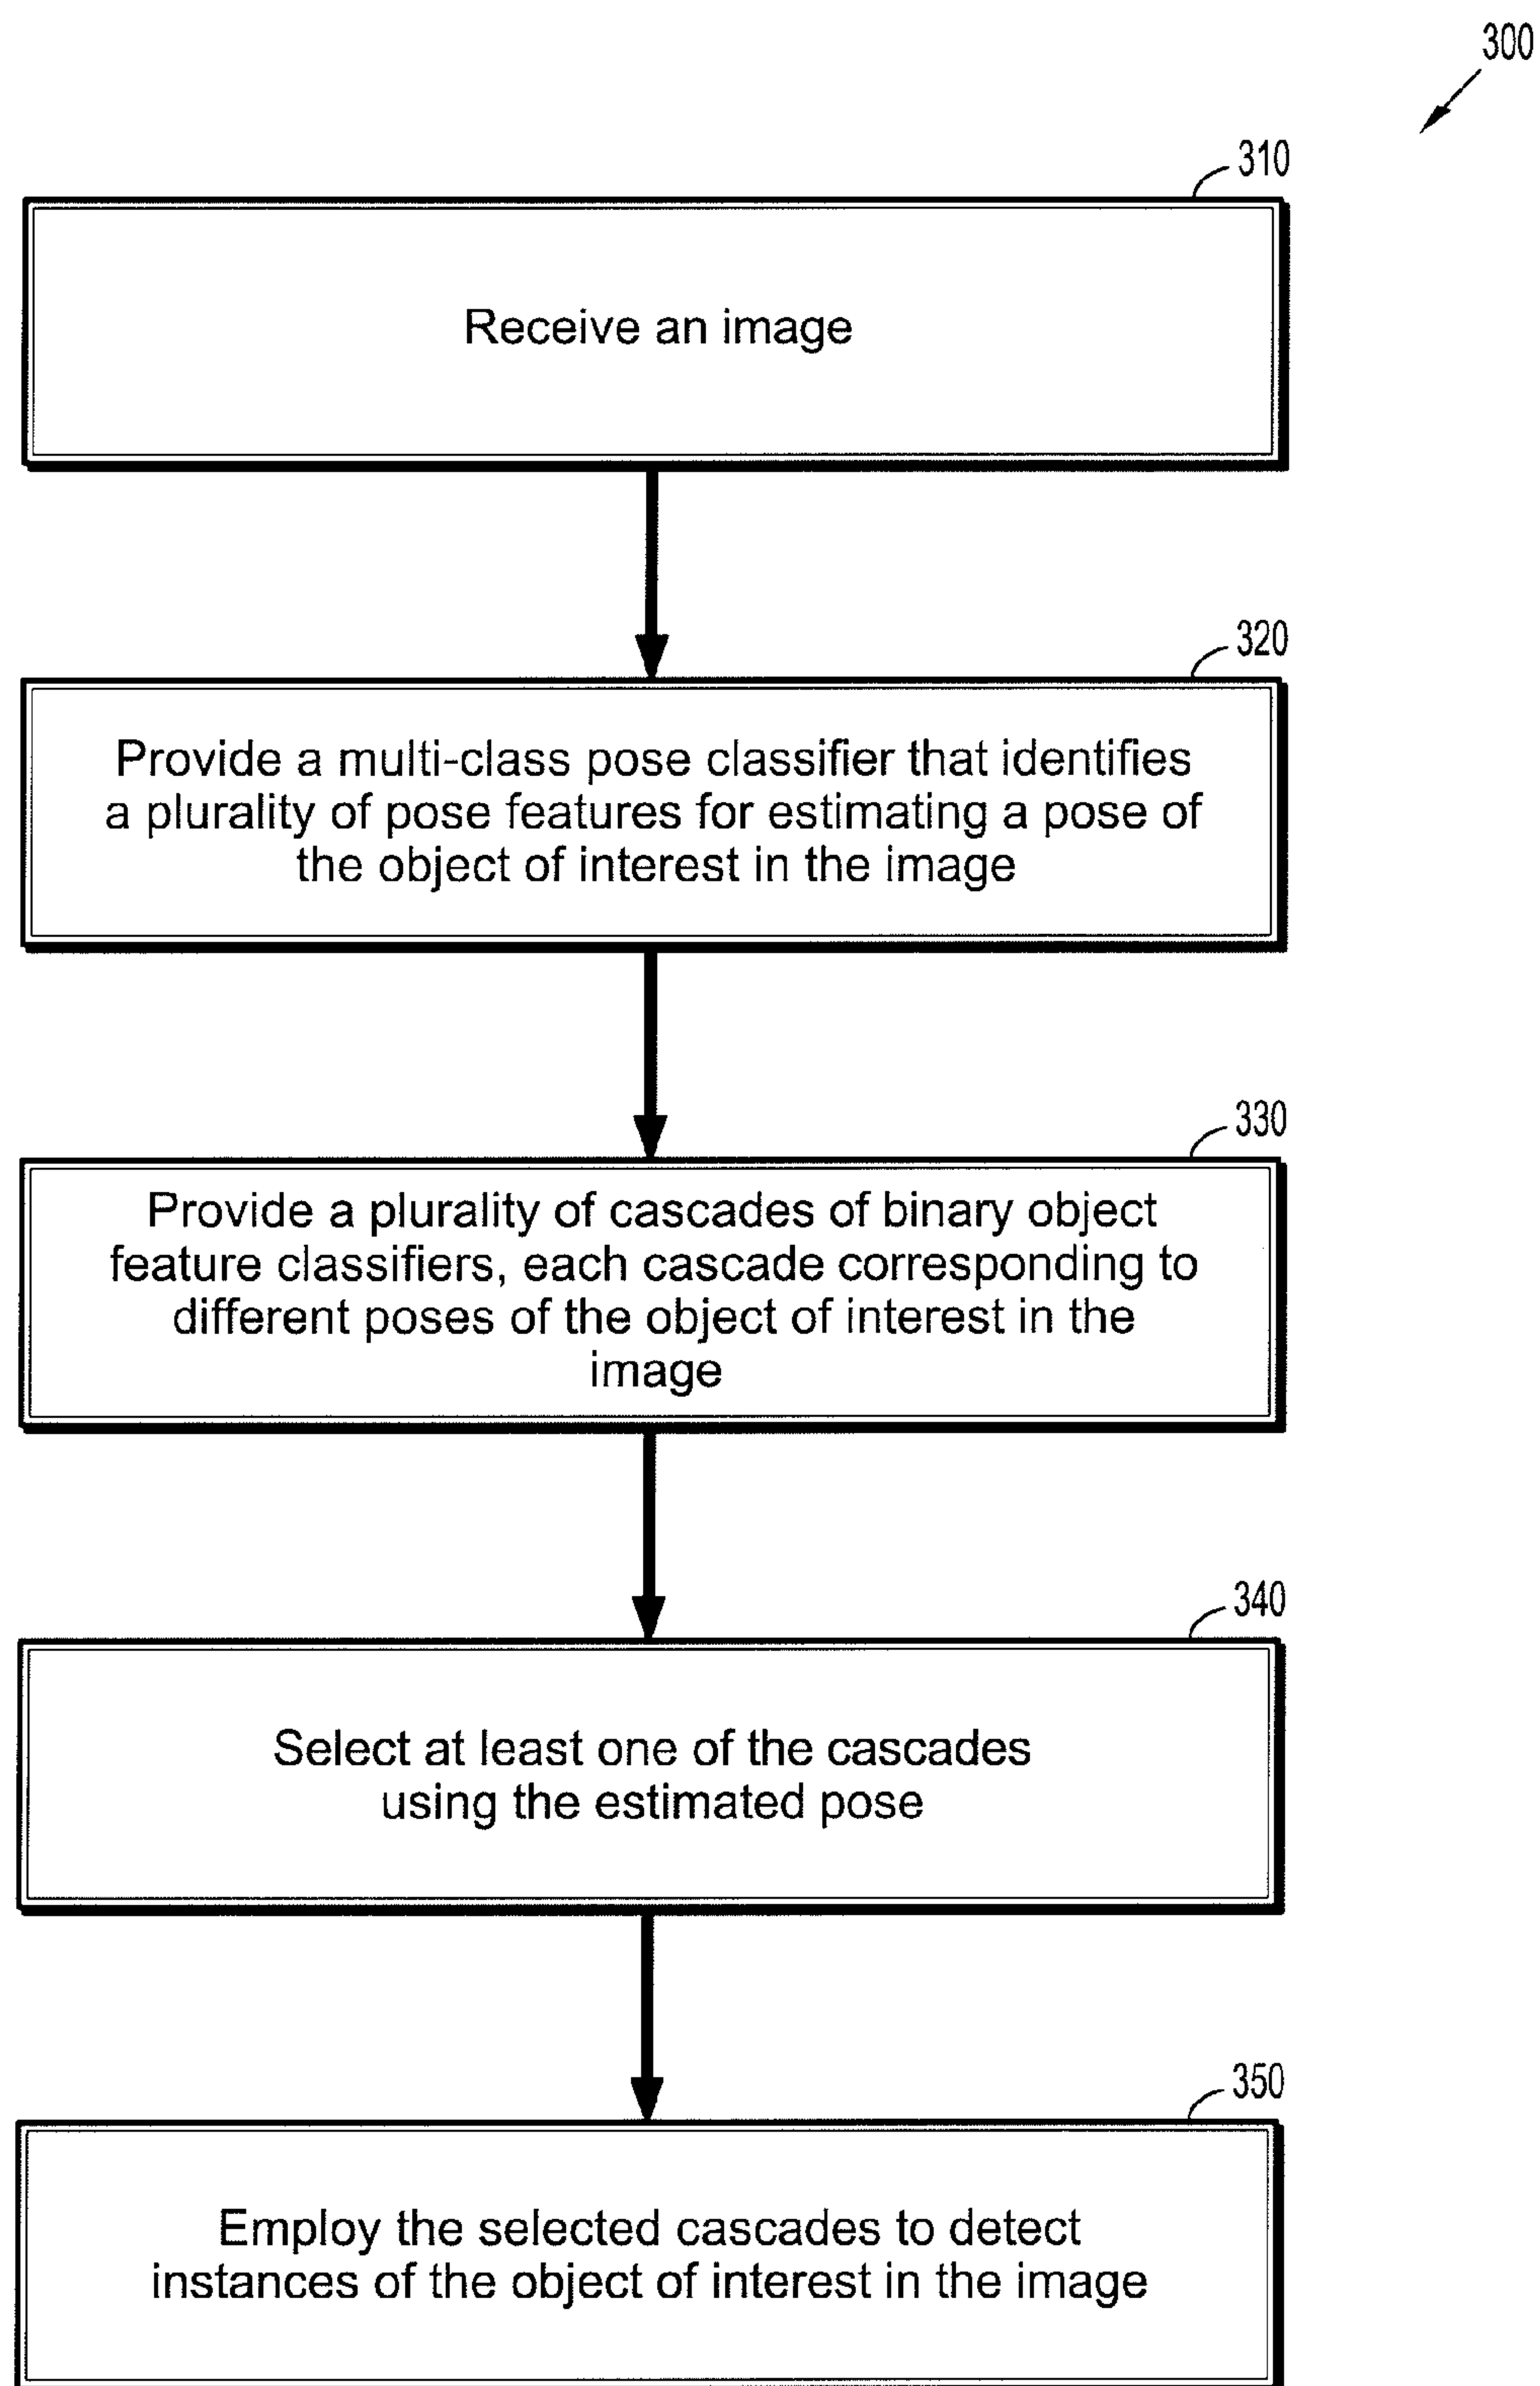 300
310
Receive an image
320
Provide a multi-class pose classifier that identifies
a plurality of pose features for estimating a pose of
the object of interest in the image
330
Provide a plurality of cascades of binary object
feature classifiers, each cascade corresponding to
different poses of the object of interest in the
image
340
Select at least one of the cascades
using the estimated pose
350
Employ the selected cascades to detect
instances of the object of interest in the image